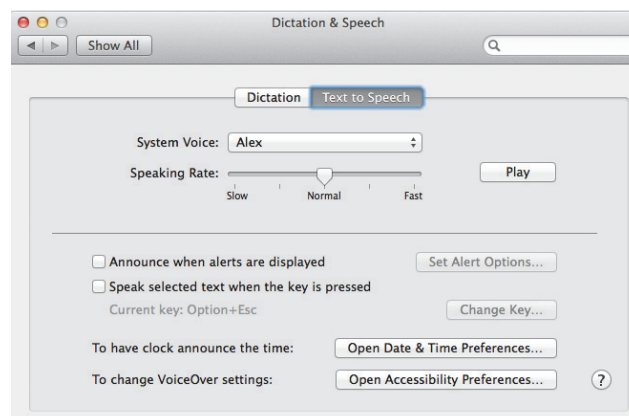 Dictation & Speech
Show All
Dictation Text to Speech
System Voice: Alex
Speaking Rate: Play
Slow Normal Fast
Announce when alerts are displayed Set Alert Options...
Speak selected text when the key is pressed
Current key: Option+Esc Change Key...
To have clock announce the time: Open Date & Time Preferences...
To change VoiceOver settings: Open Accessibility Preferences... ?